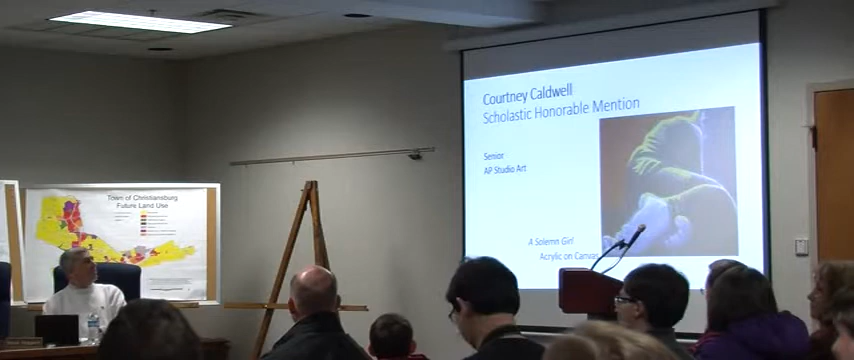 Courtney Caldwell
Scholastic Honorable Mention
Senior
AP Studio Art
A Solemn Girl
Acrylic on Canvas
Town of Christiansburg
Future Land Use